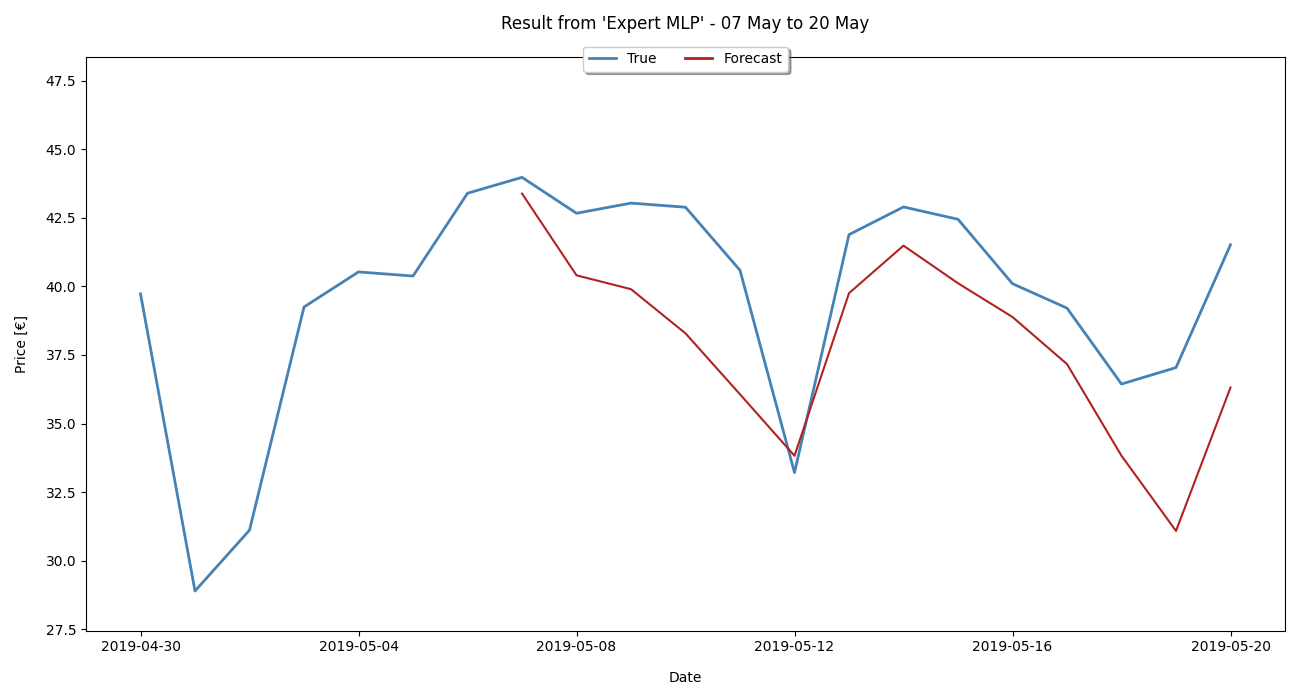 Result from 'Expert MLP' - 07 May to 20 May
True Forecast
47.5
45.0
42.5
40.0
37.5
35.0
32.5
30.0
27.5
Price [€]
2019-04-30 2019-05-04 2019-05-08 2019-05-12 2019-05-16 2019-05-20
Date